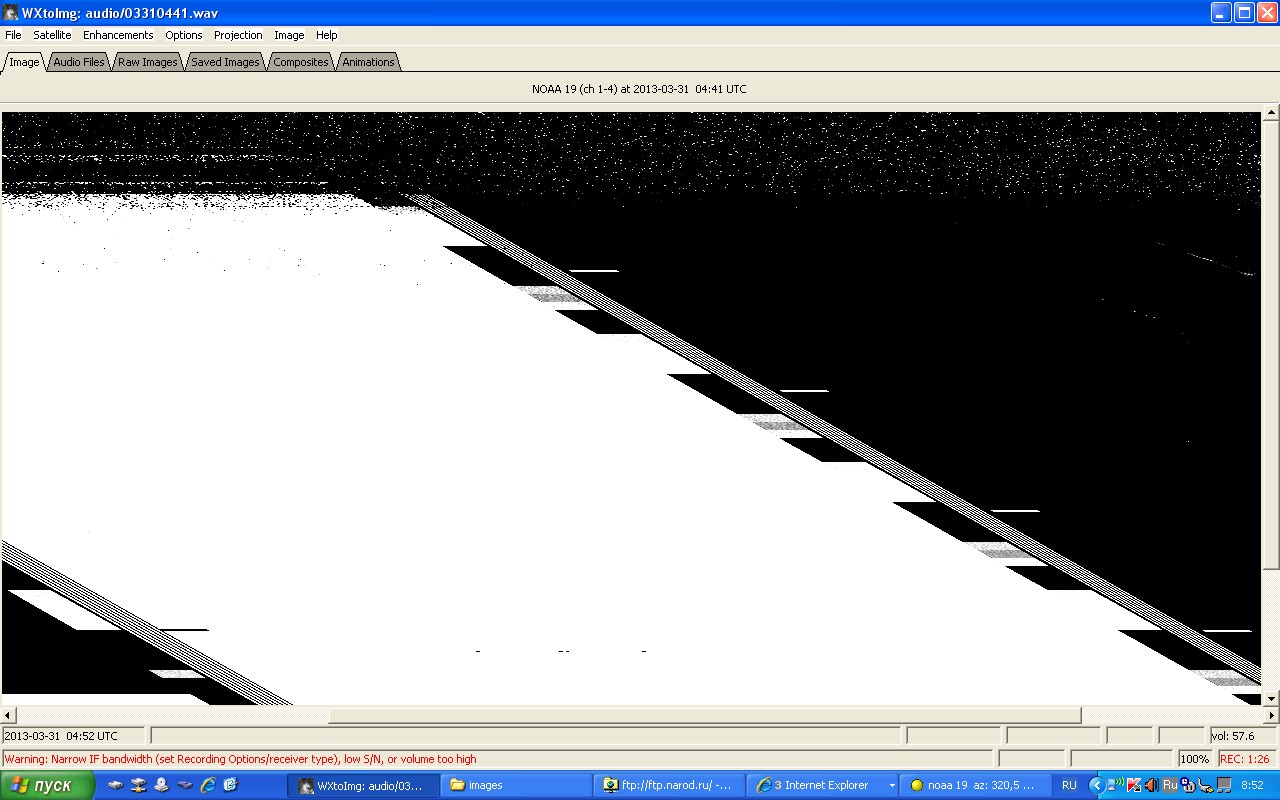 WXtoImg: audio/03310441.wav
File Satellite Enhancements Options Projection Image Help
Image Audio Files Raw Images Saved Images Composites Animations
NOAA 19 (ch 1-4) at 2013-03-31 04:41 UTC
2013-03-31 04:52 UTC
vol: 57.6
Warning: Narrow IF bandwidth (set Recording Options/receiver type), low S/N, or volume too high
100%
REC: 1:26
пуск
WXtoImg: audio/03...
images
ftp://ftp.narod.ru/ -...
3 Internet Explorer
noaa 19 az: 320,5 ...
RU
Ru
8:52